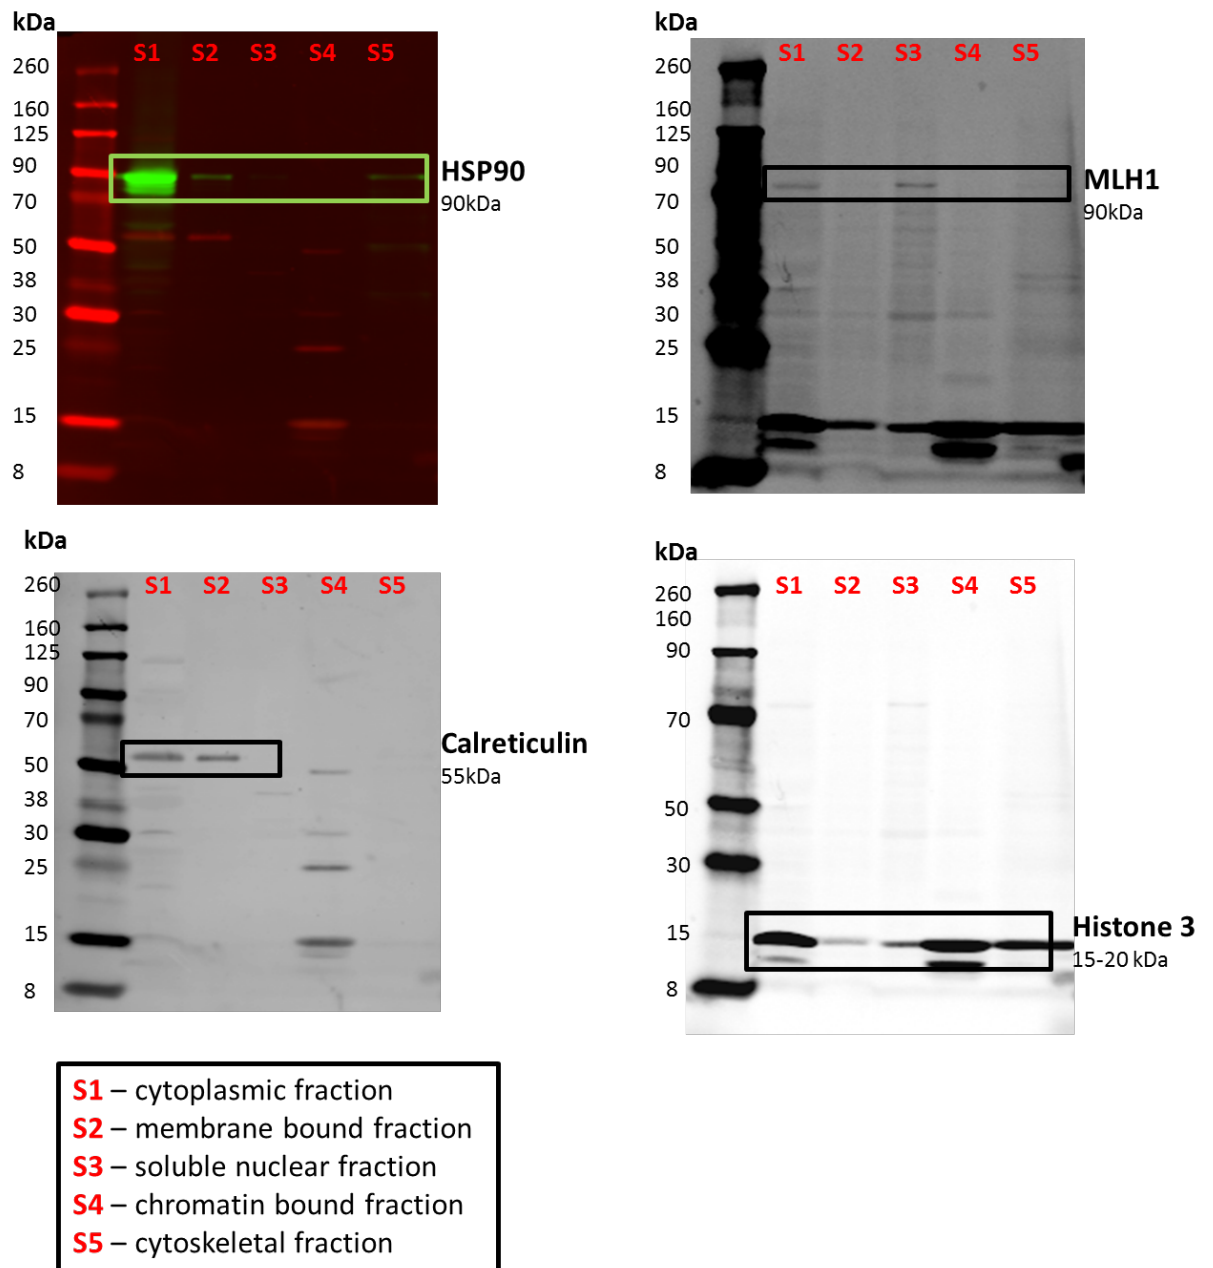 kDa
S1 S2 S3 S4 S5
260
160
125
90
70
50
38
30
25
15
8
HSP90
90kDa
kDa
S1 S2 S3 S4 S5
260
160
125
90
70
50
38
30
25
15
8
MLH1
90kDa
kDa
S1 S2 S3 S4 S5
260
160
125
90
70
50
38
30
25
15
8
Calreticulin
55kDa
kDa
S1 S2 S3 S4 S5
260
160
90
70
50
30
15
8
Histone 3
15-20 kDa
S1 – cytoplasmic fraction
S2 – membrane bound fraction
S3 – soluble nuclear fraction
S4 – chromatin bound fraction
S5 – cytoskeletal fraction